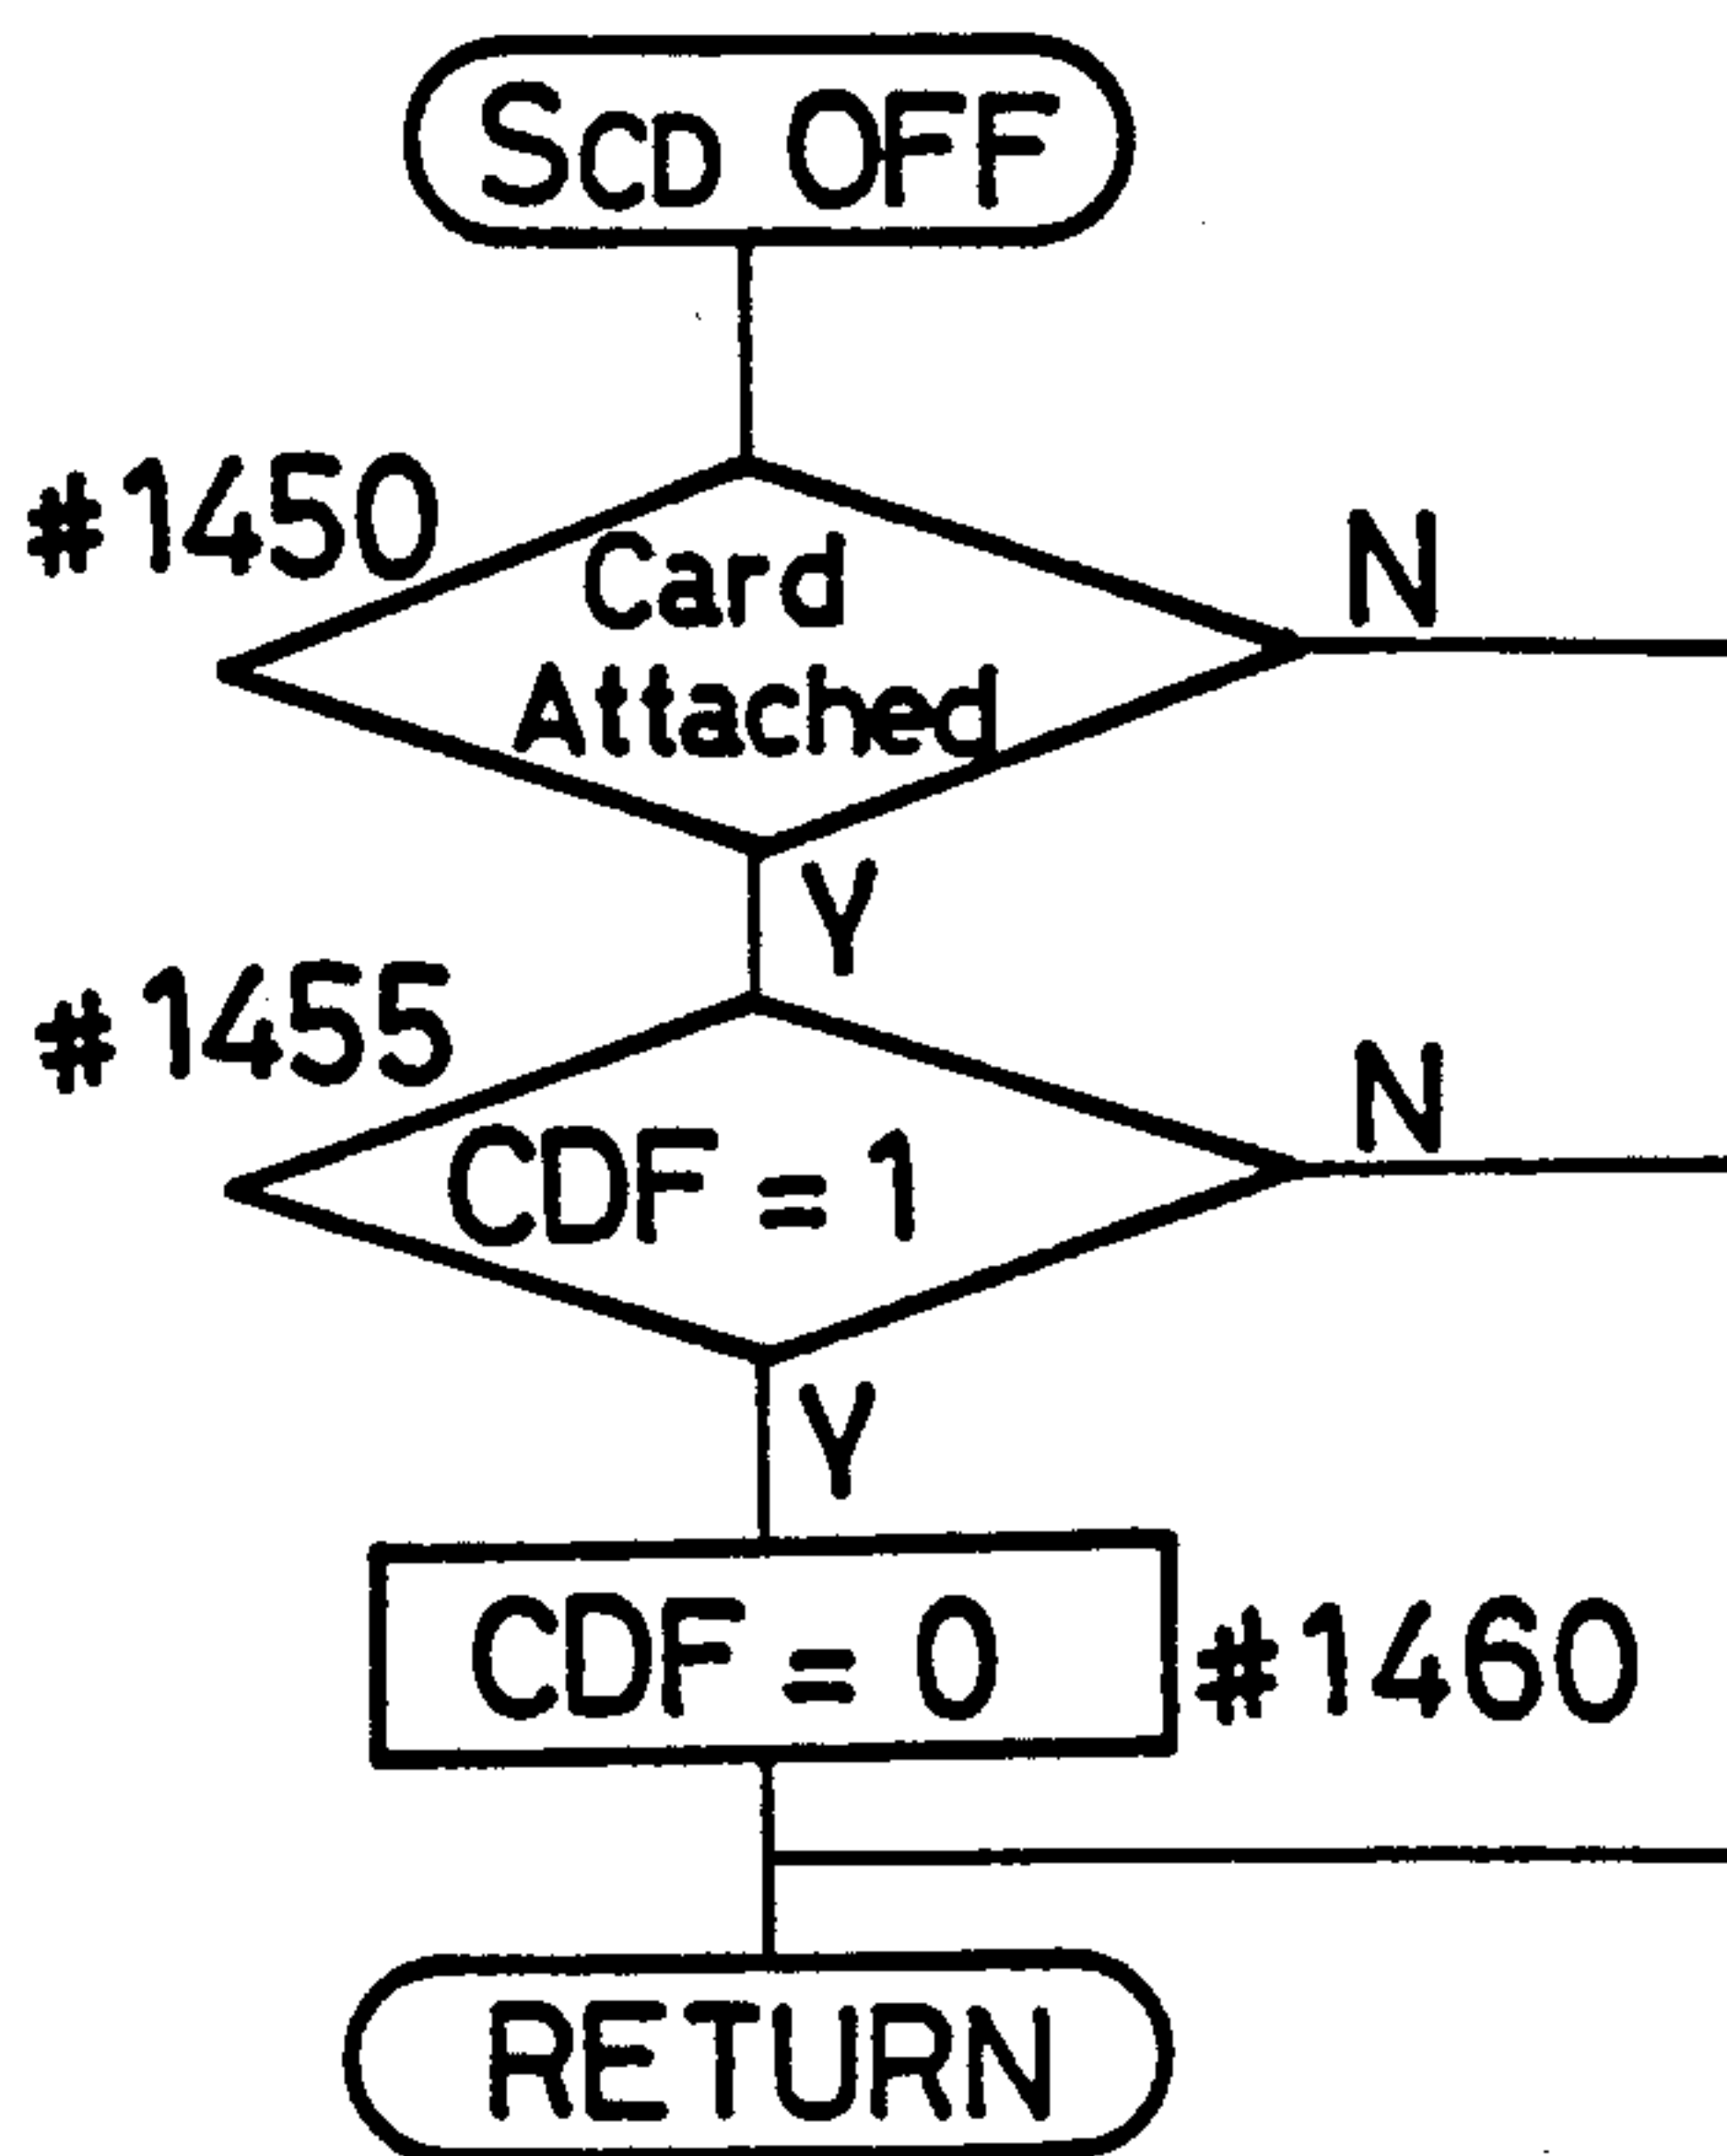 SCD OFF
#1450
Card
Attached
N
Y
#1455
CDF = 1
N
Y
CDF = 0
#1460
RETURN